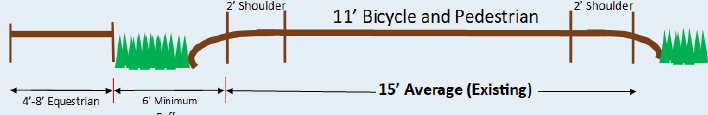 2’ Shoulder
11’ Bicycle and Pedestrian
2’ Shoulder
4’-8’ Equestrian
6’ Minimum
15’ Average (Existing)